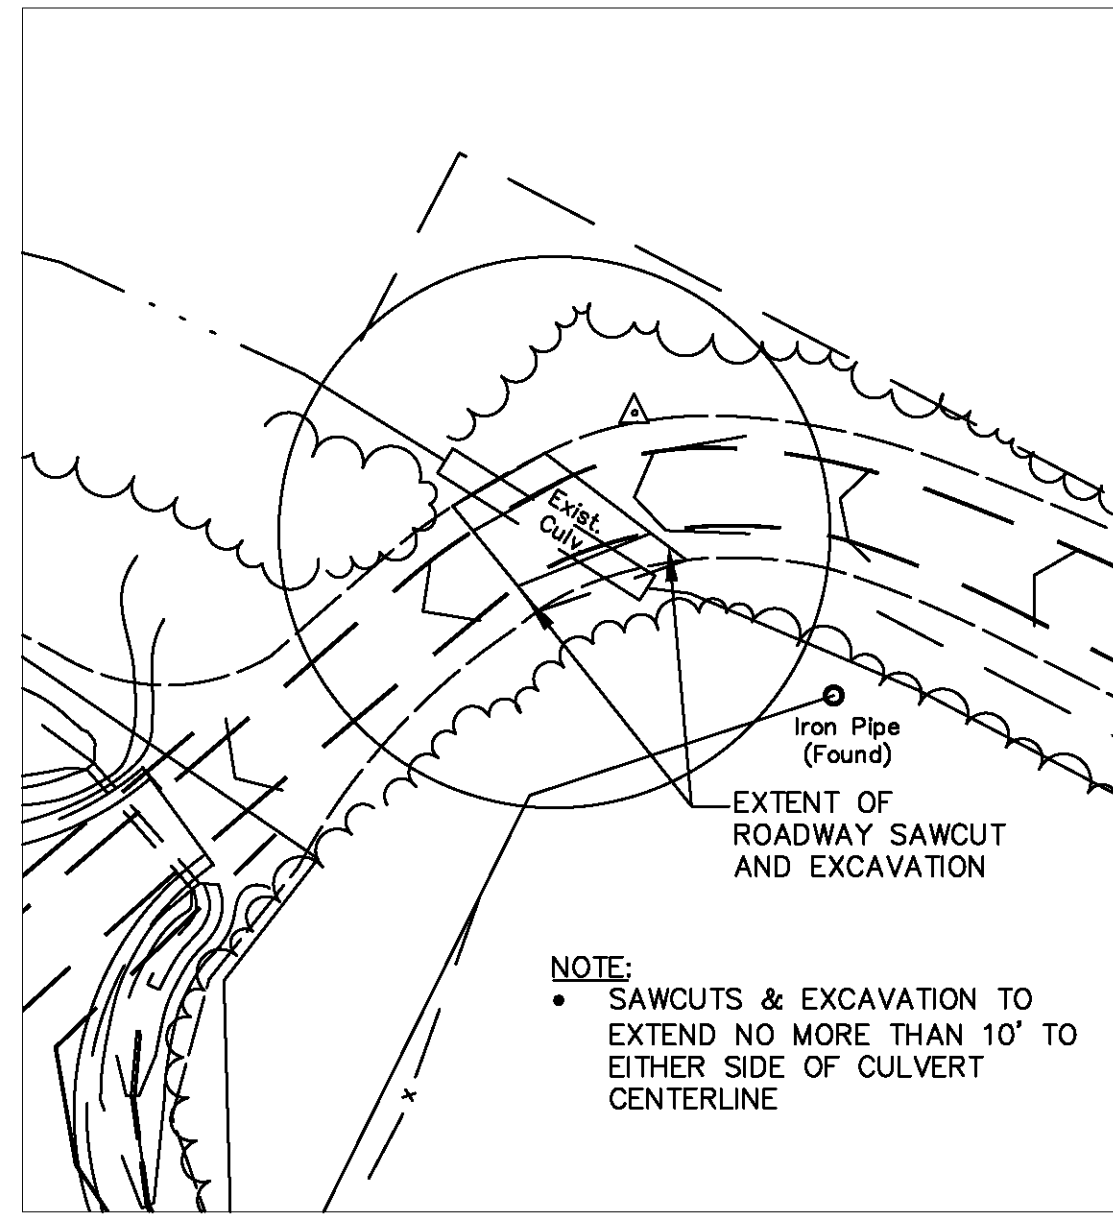 Exist.
Culv.
Iron Pipe
(Found)
EXTENT OF
ROADWAY SAWCUT
AND EXCAVATION
NOTE:
• SAWCUTS & EXCAVATION TO
EXTEND NO MORE THAN 10' TO
EITHER SIDE OF CULVERT
CENTERLINE